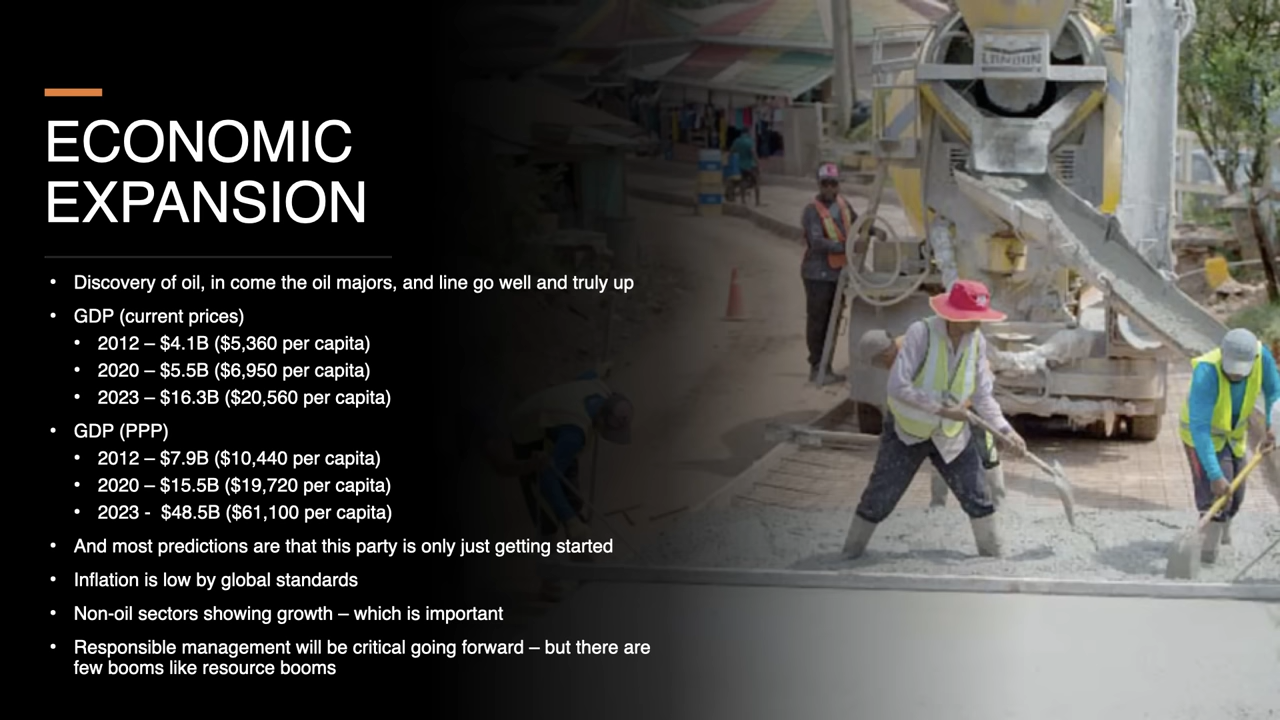 ECONOMIC
EXPANSION
• Discovery of oil, in come the oil majors, and line go well and truly up
• GDP (current prices)
• 2012 – $4.1B ($5,360 per capita)
• 2020 – $5.5B ($6,950 per capita)
• 2023 – $16.3B ($20,560 per capita)
• GDP (PPP)
• 2012 – $7.9B ($10,440 per capita)
• 2020 – $15.5B ($19,720 per capita)
• 2023 - $48.5B ($61,100 per capita)
• And most predictions are that this party is only just getting started
• Inflation is low by global standards
• Non-oil sectors showing growth – which is important
• Responsible management will be critical going forward – but there are
few booms like resource booms
LONDON